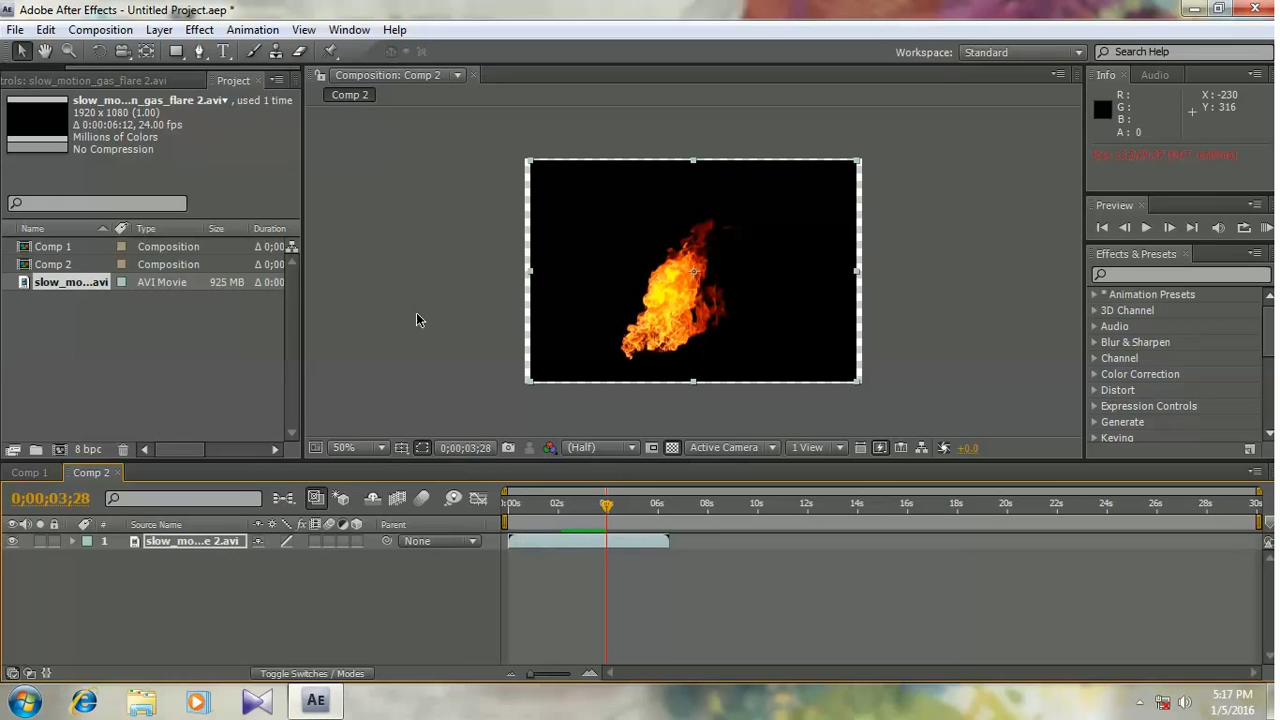 Adobe After Effects - Untitled Project.aep *
File Edit Composition Layer Effect Animation View Window Help
Workspace: Standard Search Help
trols: slow_motion_gas_flare 2.avi Project
slow_mo...n_gas_flare 2.avi▾, used 1 time
1920 x 1080 (1.00)
Δ 0:00:06:12, 24.00 fps
Millions of Colors
No Compression
Name Type Size Duration
Comp 1 Composition Δ 0;00
Comp 2 Composition Δ 0;00
slow_mo...avi AVI Movie 925 MB Δ 0:00
8 bpc
Composition: Comp 2
Comp 2
50% 0;00;03;28 (Half) Active Camera 1 View +0.0
Info Audio
R : X: -230
G : Y: 316
B :
A : 0
Preview
Effects & Presets
* Animation Presets
3D Channel
Audio
Blur & Sharpen
Channel
Color Correction
Distort
Expression Controls
Generate
Keying
Comp 1 Comp 2
0;00;03;28
:00s 02s 06s 08s 10s 12s 14s 16s 18s 20s 22s 24s 26s 28s 30s
# Source Name Parent
1 slow_mo...e 2.avi None
Toggle Switches / Modes
AE
5:17 PM
1/5/2016